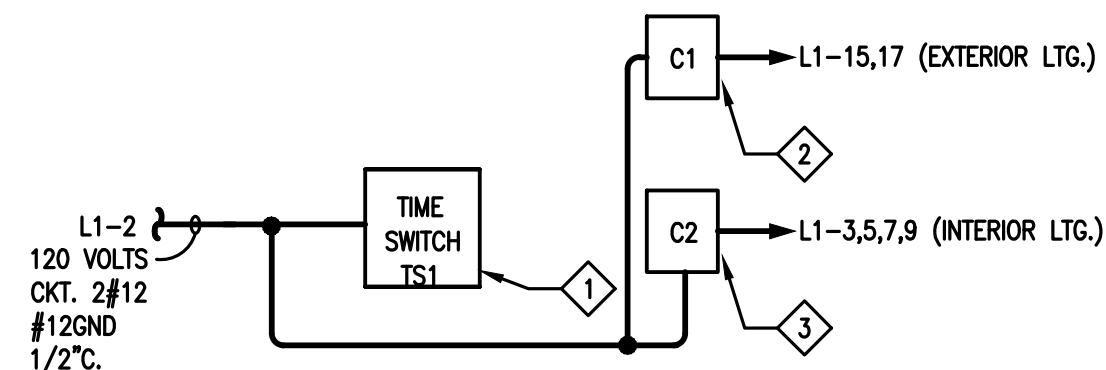 C1
L1-15,17 (EXTERIOR LTG.)
2
L1-2
120 VOLTS
CKT. 2#12
#12GND
1/2"C.
TIME
SWITCH
TS1
1
C2
L1-3,5,7,9 (INTERIOR LTG.)
3